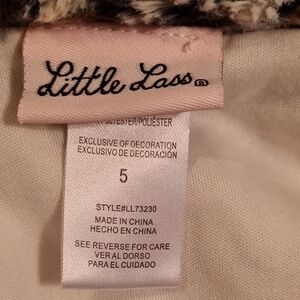 Little Lass ®
POLYESTER/POLIÉSTER
EXCLUSIVE OF DECORATION
EXCLUSIVO DE DECORACIÓN
5
STYLE#LL73230
MADE IN CHINA
HECHO EN CHINA
SEE REVERSE FOR CARE
VER AL DORSO
PARA EL CUIDADO